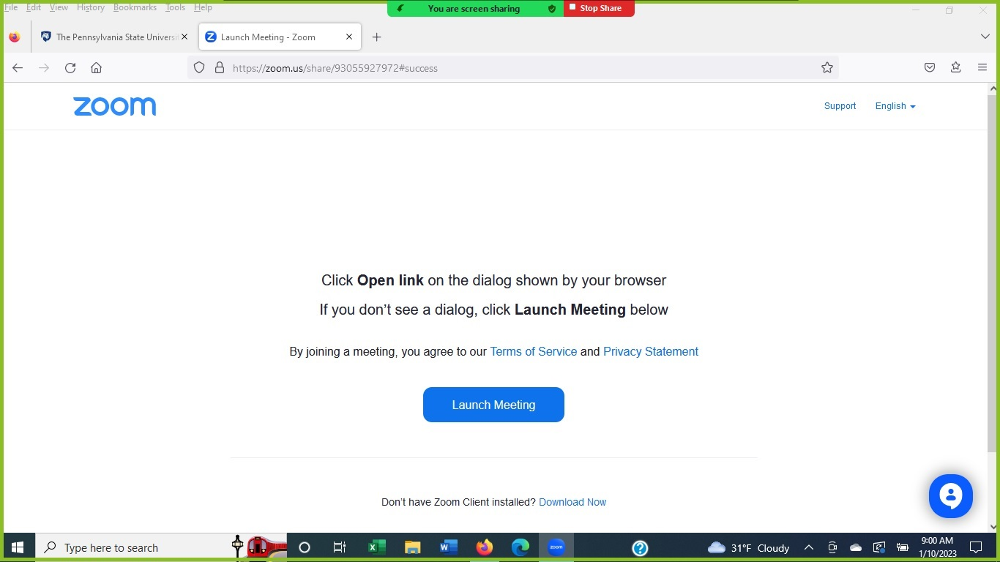 File Edit View History Bookmarks Tools Help
You are screen sharing
Stop Share
The Pennsylvania State Universi
Launch Meeting - Zoom
https://zoom.us/share/93055927972#success
zoom
Support
English
Click Open link on the dialog shown by your browser
If you don’t see a dialog, click Launch Meeting below
By joining a meeting, you agree to our Terms of Service and Privacy Statement
Launch Meeting
Don’t have Zoom Client installed? Download Now
Type here to search
zoom
31°F Cloudy
9:00 AM
1/10/2023